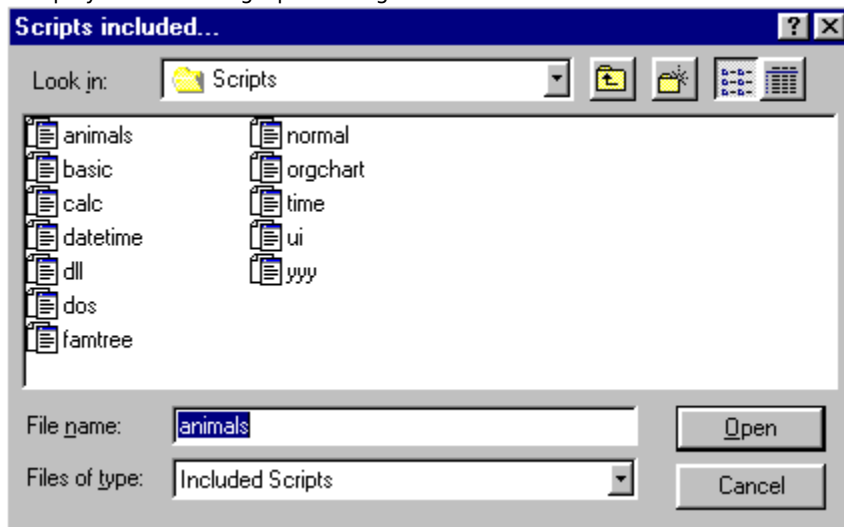 Scripts included...
Look in: Scripts
animals normal
basic orgchart
calc time
datetime ui
dll yyy
dos
famtree
File name: animals Open
Files of type: Included Scripts Cancel